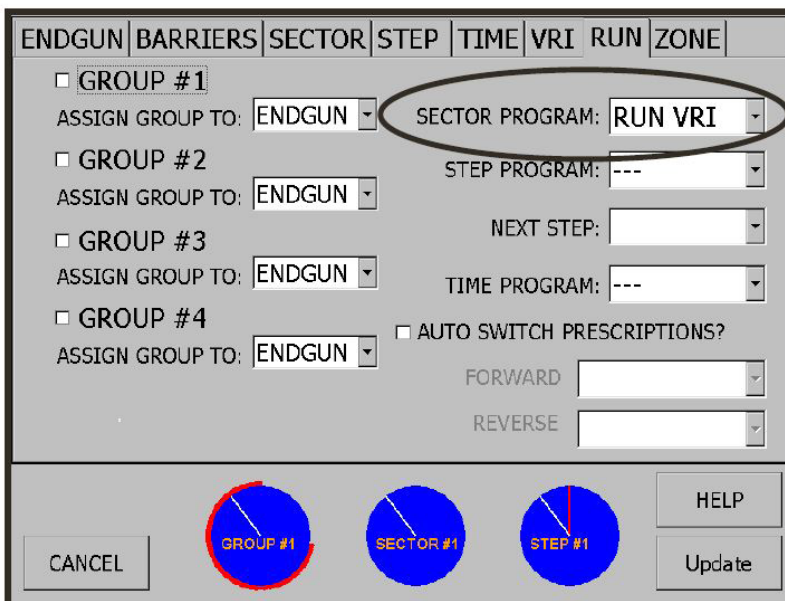 ENDGUN BARRIERS SECTOR STEP TIME VRI RUN ZONE
GROUP #1
ASSIGN GROUP TO: ENDGUN
SECTOR PROGRAM: RUN VRI
GROUP #2
ASSIGN GROUP TO: ENDGUN
STEP PROGRAM: ---
GROUP #3
ASSIGN GROUP TO: ENDGUN
NEXT STEP:
TIME PROGRAM: ---
GROUP #4
ASSIGN GROUP TO: ENDGUN
AUTO SWITCH PRESCRIPTIONS?
FORWARD
REVERSE
GROUP #1
SECTOR #1
STEP #1
HELP
CANCEL
Update